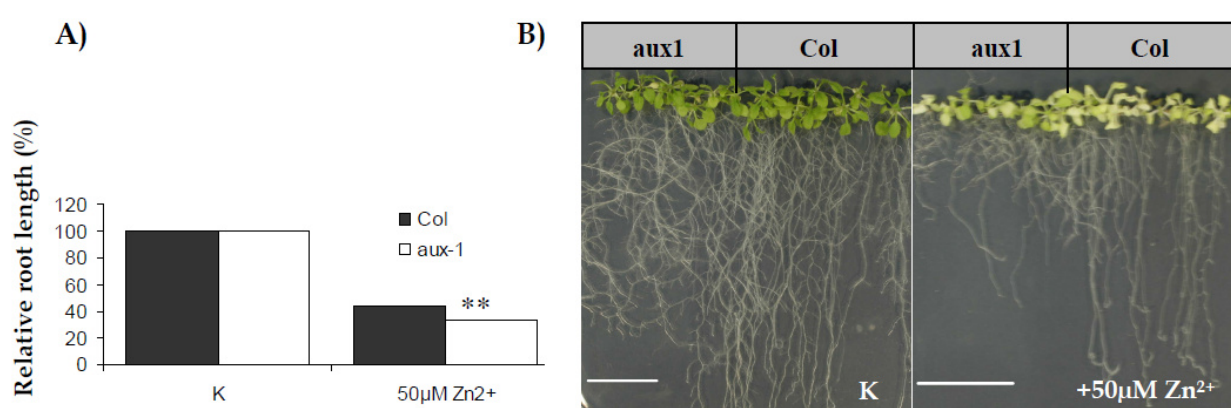 A)
Relative root length (%)
120
100
80
60
40
20
0
Col
aux-1
**
K
50μM Zn2+
B)
aux1 Col aux1 Col
K
+50μM Zn²⁺